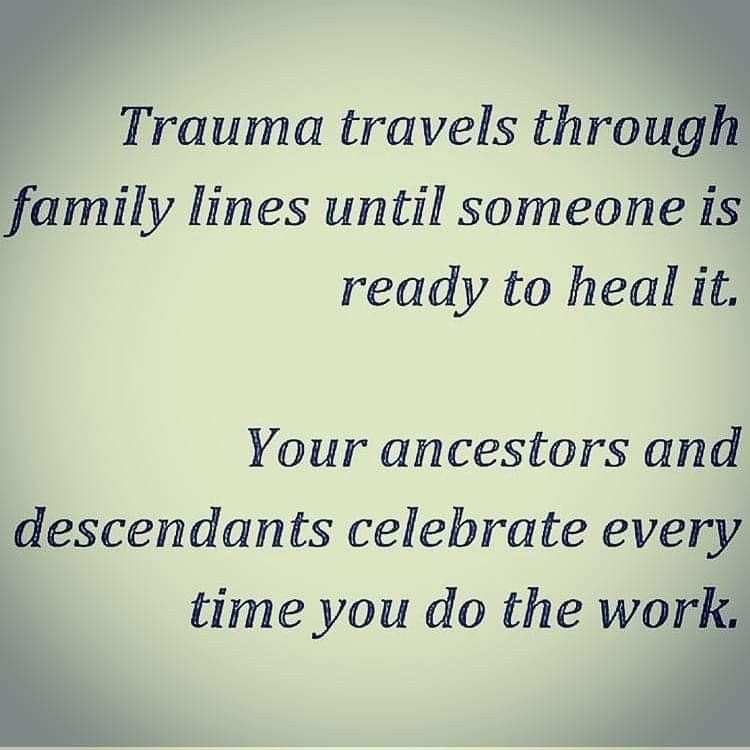 Trauma travels through
family lines until someone is
ready to heal it.
Your ancestors and
descendants celebrate every
time you do the work.